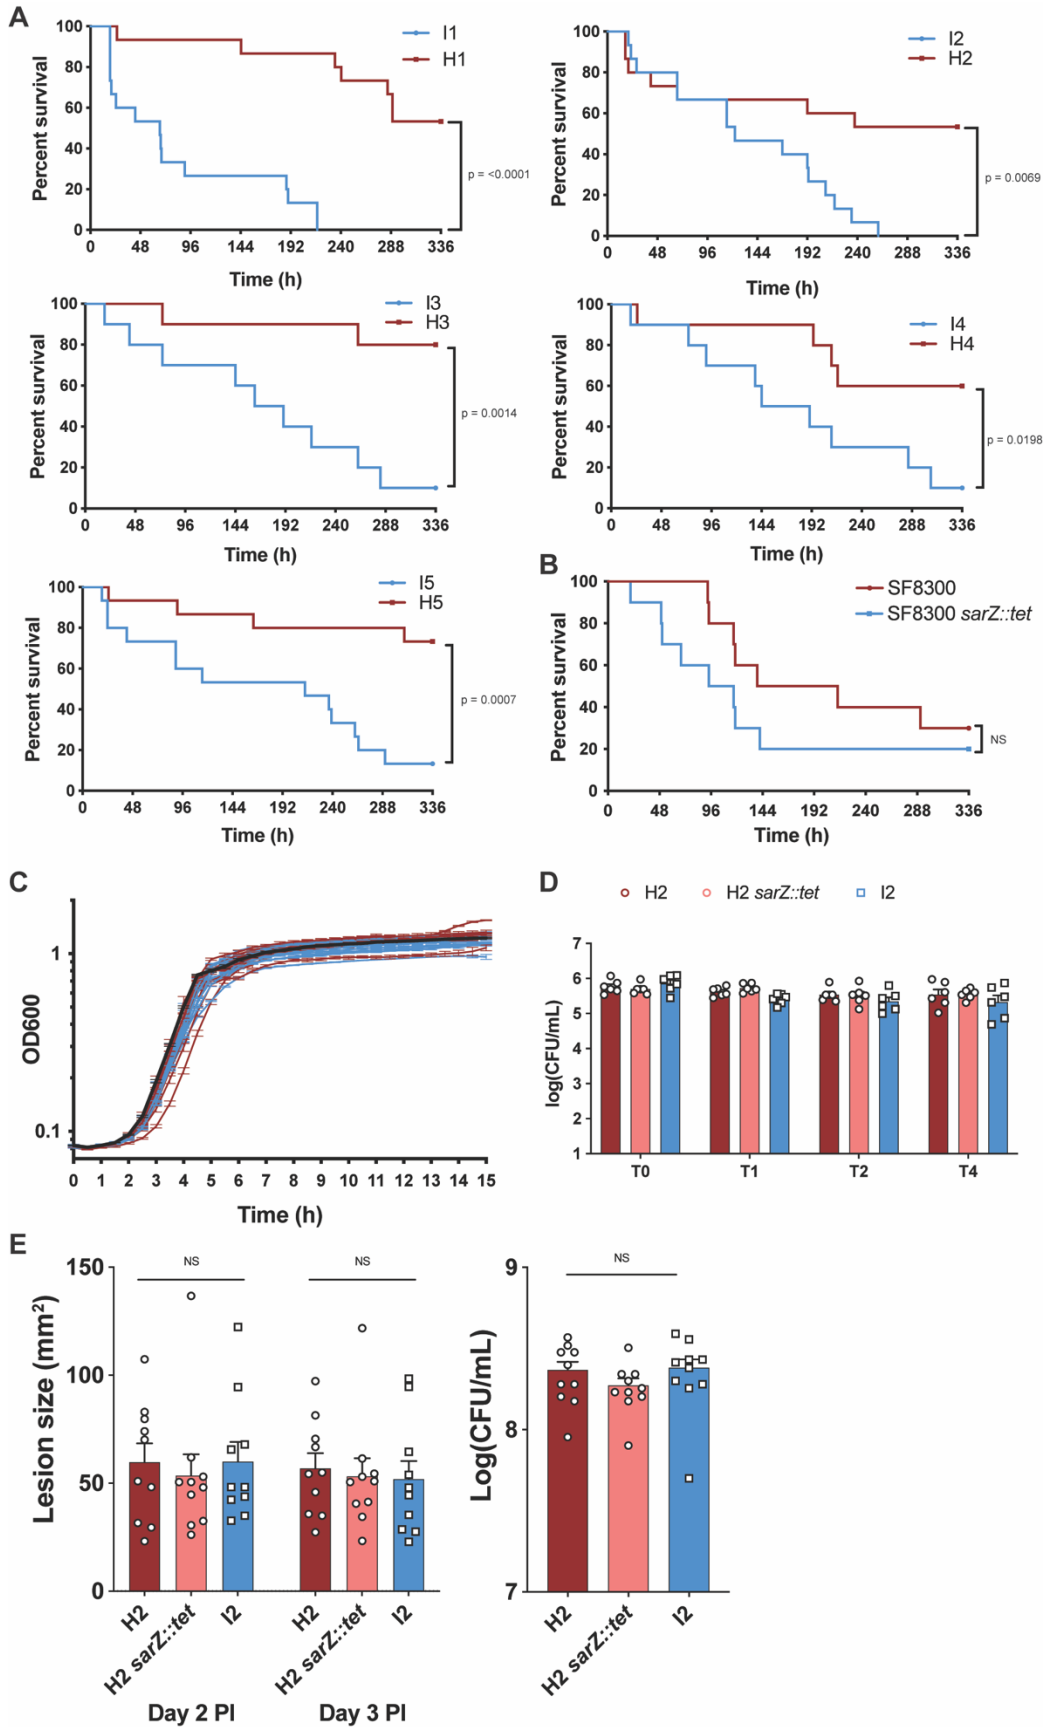 A
100
80
60
40
20
0
Percent survival
I1
H1
p = <0.0001
0 48 96 144 192 240 288 336
Time (h)
100
80
60
40
20
0
Percent survival
I2
H2
p = 0.0069
0 48 96 144 192 240 288 336
Time (h)
100
80
60
40
20
0
Percent survival
I3
H3
p = 0.0014
0 48 96 144 192 240 288 336
Time (h)
100
80
60
40
20
0
Percent survival
I4
H4
p = 0.0198
0 48 96 144 192 240 288 336
Time (h)
100
80
60
40
20
0
Percent survival
I5
H5
p = 0.0007
0 48 96 144 192 240 288 336
Time (h)
B
100
80
60
40
20
0
Percent survival
SF8300
SF8300 sarZ::tet
NS
0 48 96 144 192 240 288 336
Time (h)
C
1
0.1
OD600
0 1 2 3 4 5 6 7 8 9 10 11 12 13 14 15
Time (h)
D
H2 H2 sarZ::tet I2
7
6
5
4
3
2
1
log(CFU/mL)
T0 T1 T2 T4
E
150
100
50
0
Lesion size (mm²)
NS NS
H2 H2 sarZ::tet I2 H2 H2 sarZ::tet I2
Day 2 PI Day 3 PI
9
8
7
Log(CFU/mL)
NS
H2 H2 sarZ::tet I2